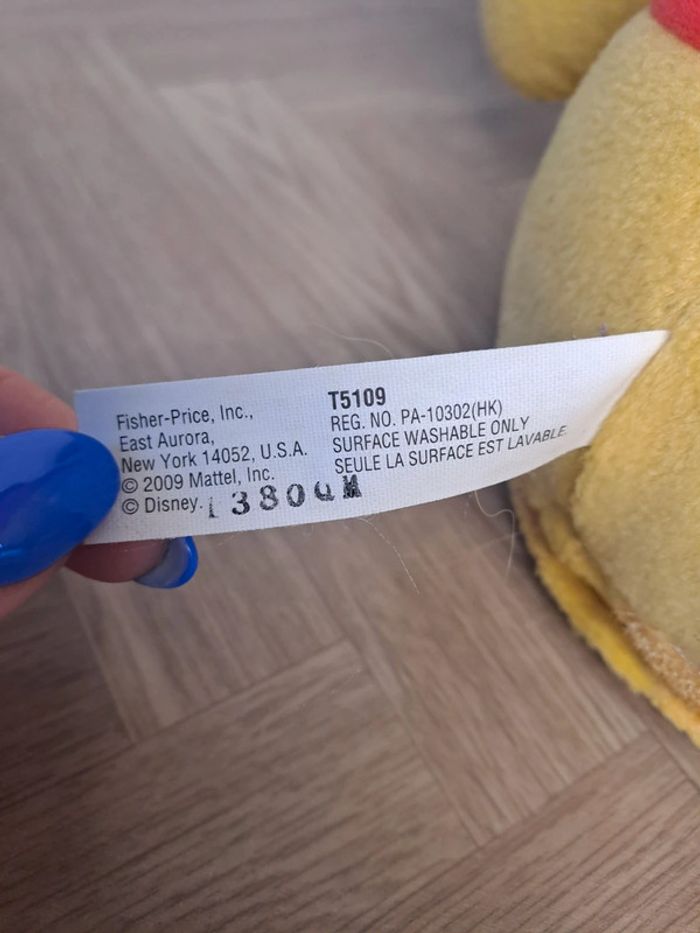 Fisher-Price, Inc.,
East Aurora,
New York 14052, U.S.A.
© 2009 Mattel, Inc.
© Disney.
T5109
REG. NO. PA-10302(HK)
SURFACE WASHABLE ONLY
SEULE LA SURFACE EST LAVABLE.